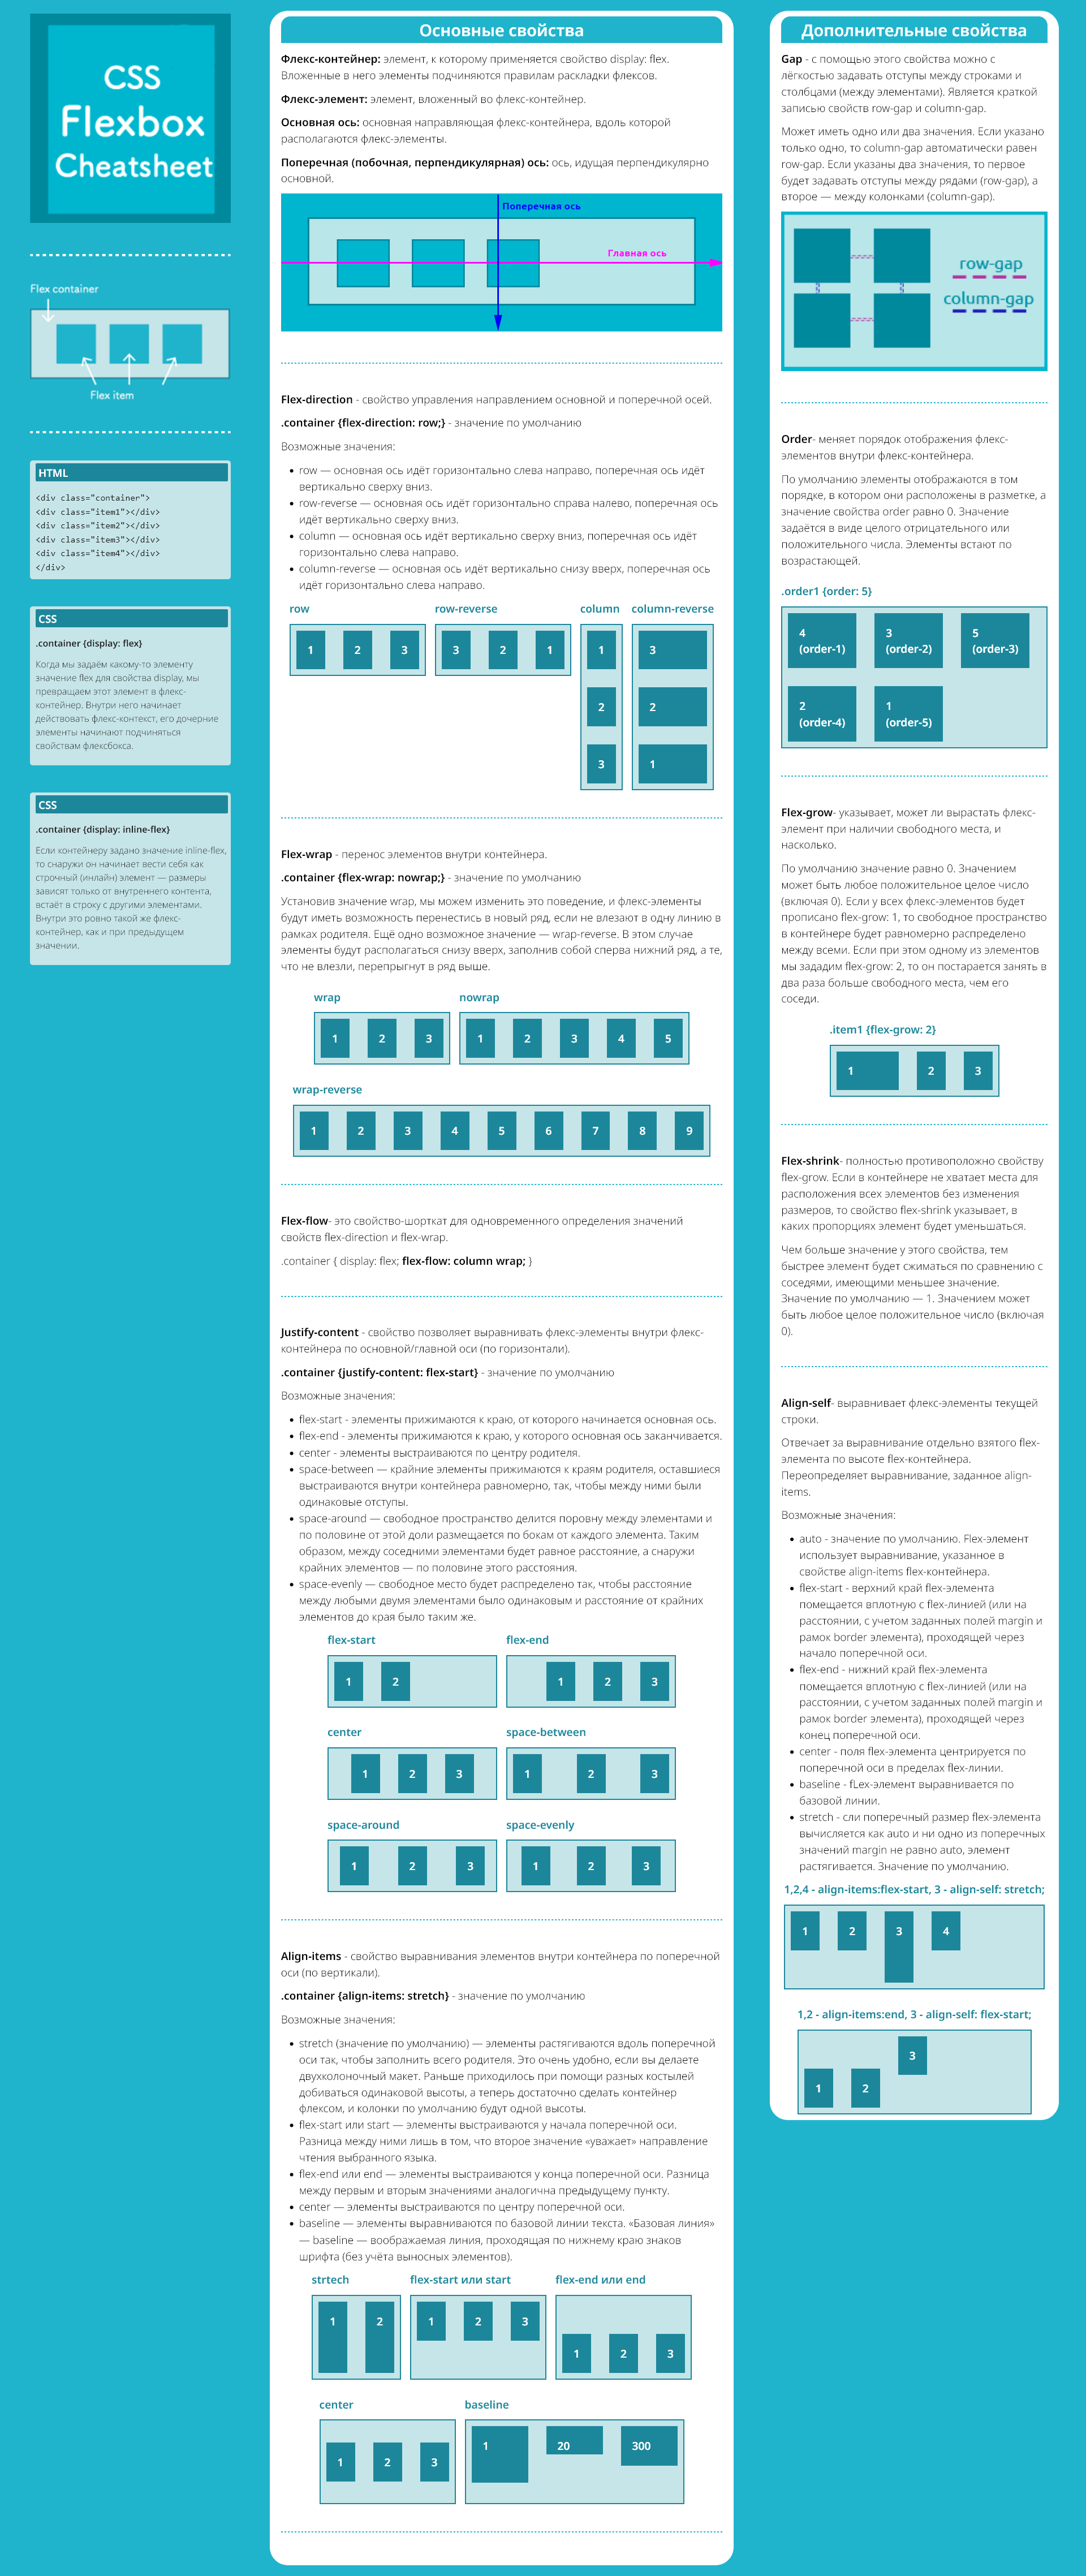 CSS
Flexbox
Cheatsheet
Flex container
Flex item
HTML
<div class="container">
<div class="item1"></div>
<div class="item2"></div>
<div class="item3"></div>
<div class="item4"></div>
</div>
CSS
.container {display: flex}
Когда мы задаём какому-то элементу
значение flex для свойства display, мы
превращаем этот элемент в флекс-
контейнер. Внутри него начинает
действовать флекс-контекст, его дочерние
элементы начинают подчиняться
свойствам флексбокса.
CSS
.container {display: inline-flex}
Если контейнеру задано значение inline-flex,
то снаружи он начинает вести себя как
строчный (инлайн) элемент — размеры
зависят только от внутреннего контента,
встаёт в строку с другими элементами.
Внутри это ровно такой же флекс-
контейнер, как и при предыдущем
значении.
Основные свойства
Флекс-контейнер: элемент, к которому применяется свойство display: flex.
Вложенные в него элементы подчиняются правилам раскладки флексов.
Флекс-элемент: элемент, вложенный во флекс-контейнер.
Основная ось: основная направляющая флекс-контейнера, вдоль которой
располагаются флекс-элементы.
Поперечная (побочная, перпендикулярная) ось: ось, идущая перпендикулярно
основной.
Поперечная ось
Главная ось
Flex-direction - свойство управления направлением основной и поперечной осей.
.container {flex-direction: row;} - значение по умолчанию
Возможные значения:
• row — основная ось идёт горизонтально слева направо, поперечная ось идёт
вертикально сверху вниз.
• row-reverse — основная ось идёт горизонтально справа налево, поперечная ось
идёт вертикально сверху вниз.
• column — основная ось идёт вертикально сверху вниз, поперечная ось идёт
горизонтально слева направо.
• column-reverse — основная ось идёт вертикально снизу вверх, поперечная ось
идёт горизонтально слева направо.
row row-reverse column column-reverse
1 2 3 3 2 1 1 3
2 2
3 1
Flex-wrap - перенос элементов внутри контейнера.
.container {flex-wrap: nowrap;} - значение по умолчанию
Установив значение wrap, мы можем изменить это поведение, и флекс-элементы
будут иметь возможность перенестись в новый ряд, если не влезают в одну линию в
рамках родителя. Ещё одно возможное значение — wrap-reverse. В этом случае
элементы будут располагаться снизу вверх, заполнив собой сперва нижний ряд, а те,
что не влезли, перепрыгнут в ряд выше.
wrap nowrap
1 2 3 1 2 3 4 5
wrap-reverse
1 2 3 4 5 6 7 8 9
Flex-flow- это свойство-шорткат для одновременного определения значений
свойств flex-direction и flex-wrap.
.container { display: flex; flex-flow: column wrap; }
Justify-content - свойство позволяет выравнивать флекс-элементы внутри флекс-
контейнера по основной/главной оси (по горизонтали).
.container {justify-content: flex-start} - значение по умолчанию
Возможные значения:
• flex-start - элементы прижимаются к краю, от которого начинается основная ось.
• flex-end - элементы прижимаются к краю, у которого основная ось заканчивается.
• center - элементы выстраиваются по центру родителя.
• space-between — крайние элементы прижимаются к краям родителя, оставшиеся
выстраиваются внутри контейнера равномерно, так, чтобы между ними были
одинаковые отступы.
• space-around — свободное пространство делится поровну между элементами и
по половине от этой доли размещается по бокам от каждого элемента. Таким
образом, между соседними элементами будет равное расстояние, а снаружи
крайних элементов — по половине этого расстояния.
• space-evenly — свободное место будет распределено так, чтобы расстояние
между любыми двумя элементами было одинаковым и расстояние от крайних
элементов до края было таким же.
flex-start flex-end
1 2 1 2 3
center space-between
1 2 3 1 2 3
space-around space-evenly
1 2 3 1 2 3
Align-items - свойство выравнивания элементов внутри контейнера по поперечной
оси (по вертикали).
.container {align-items: stretch} - значение по умолчанию
Возможные значения:
• stretch (значение по умолчанию) — элементы растягиваются вдоль поперечной
оси так, чтобы заполнить всего родителя. Это очень удобно, если вы делаете
двухколоночный макет. Раньше приходилось при помощи разных костылей
добиваться одинаковой высоты, а теперь достаточно сделать контейнер
флексом, и колонки по умолчанию будут одной высоты.
• flex-start или start — элементы выстраиваются у начала поперечной оси.
Разница между ними лишь в том, что второе значение «уважает» направление
чтения выбранного языка.
• flex-end или end — элементы выстраиваются у конца поперечной оси. Разница
между первым и вторым значениями аналогична предыдущему пункту.
• center — элементы выстраиваются по центру поперечной оси.
• baseline — элементы выравниваются по базовой линии текста. «Базовая линия»
— baseline — воображаемая линия, проходящая по нижнему краю знаков
шрифта (без учёта выносных элементов).
strtech flex-start или start flex-end или end
1 2 1 2 3 1 2 3
center baseline
1 2 3 1 20 300
Дополнительные свойства
Gap - с помощью этого свойства можно с
лёгкостью задавать отступы между строками и
столбцами (между элементами). Является краткой
записью свойств row-gap и column-gap.
Может иметь одно или два значения. Если указано
только одно, то column-gap автоматически равен
row-gap. Если указаны два значения, то первое
будет задавать отступы между рядами (row-gap), а
второе — между колонками (column-gap).
row-gap
column-gap
Order- меняет порядок отображения флекс-
элементов внутри флекс-контейнера.
По умолчанию элементы отображаются в том
порядке, в котором они расположены в разметке, а
значение свойства order равно 0. Значение
задаётся в виде целого отрицательного или
положительного числа. Элементы встают по
возрастающей.
.order1 {order: 5}
4 3 5
(order-1) (order-2) (order-3)
2 1
(order-4) (order-5)
Flex-grow- указывает, может ли вырастать флекс-
элемент при наличии свободного места, и
насколько.
По умолчанию значение равно 0. Значением
может быть любое положительное целое число
(включая 0). Если у всех флекс-элементов будет
прописано flex-grow: 1, то свободное пространство
в контейнере будет равномерно распределено
между всеми. Если при этом одному из элементов
мы зададим flex-grow: 2, то он постарается занять в
два раза больше свободного места, чем его
соседи.
.item1 {flex-grow: 2}
1 2 3
Flex-shrink- полностью противоположно свойству
flex-grow. Если в контейнере не хватает места для
расположения всех элементов без изменения
размеров, то свойство flex-shrink указывает, в
каких пропорциях элемент будет уменьшаться.
Чем больше значение у этого свойства, тем
быстрее элемент будет сжиматься по сравнению с
соседями, имеющими меньшее значение.
Значение по умолчанию — 1. Значением может
быть любое целое положительное число (включая
0).
Align-self- выравнивает флекс-элементы текущей
строки.
Отвечает за выравнивание отдельно взятого flex-
элемента по высоте flex-контейнера.
Переопределяет выравнивание, заданное align-
items.
Возможные значения:
• auto - значение по умолчанию. Flex-элемент
использует выравнивание, указанное в
свойстве align-items flex-контейнера.
• flex-start - верхний край flex-элемента
помещается вплотную с flex-линией (или на
расстоянии, с учетом заданных полей margin и
рамок border элемента), проходящей через
начало поперечной оси.
• flex-end - нижний край flex-элемента
помещается вплотную с flex-линией (или на
расстоянии, с учетом заданных полей margin и
рамок border элемента), проходящей через
конец поперечной оси.
• center - поля flex-элемента центрируется по
поперечной оси в пределах flex-линии.
• baseline - fLex-элемент выравнивается по
базовой линии.
• stretch - сли поперечный размер flex-элемента
вычисляется как auto и ни одно из поперечных
значений margin не равно auto, элемент
растягивается. Значение по умолчанию.
1,2,4 - align-items:flex-start, 3 - align-self: stretch;
1 2 3 4
1,2 - align-items:end, 3 - align-self: flex-start;
3
1 2